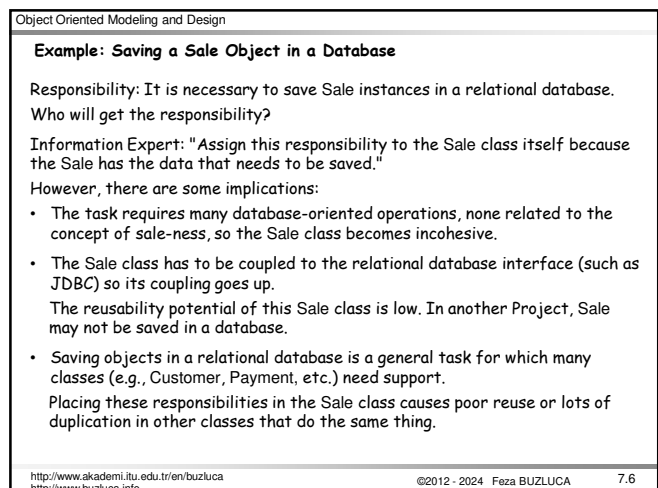 Object Oriented Modeling and Design
Example: Saving a Sale Object in a Database
Responsibility: It is necessary to save Sale instances in a relational database.
Who will get the responsibility?
Information Expert: "Assign this responsibility to the Sale class itself because
the Sale has the data that needs to be saved."
However, there are some implications:
• The task requires many database-oriented operations, none related to the
concept of sale-ness, so the Sale class becomes incohesive.
• The Sale class has to be coupled to the relational database interface (such as
JDBC) so its coupling goes up.
The reusability potential of this Sale class is low. In another Project, Sale
may not be saved in a database.
• Saving objects in a relational database is a general task for which many
classes (e.g., Customer, Payment, etc.) need support.
Placing these responsibilities in the Sale class causes poor reuse or lots of
duplication in other classes that do the same thing.
http://www.akademi.itu.edu.tr/en/buzluca
http://www.buzluca.info
©2012 - 2024 Feza BUZLUCA
7.6